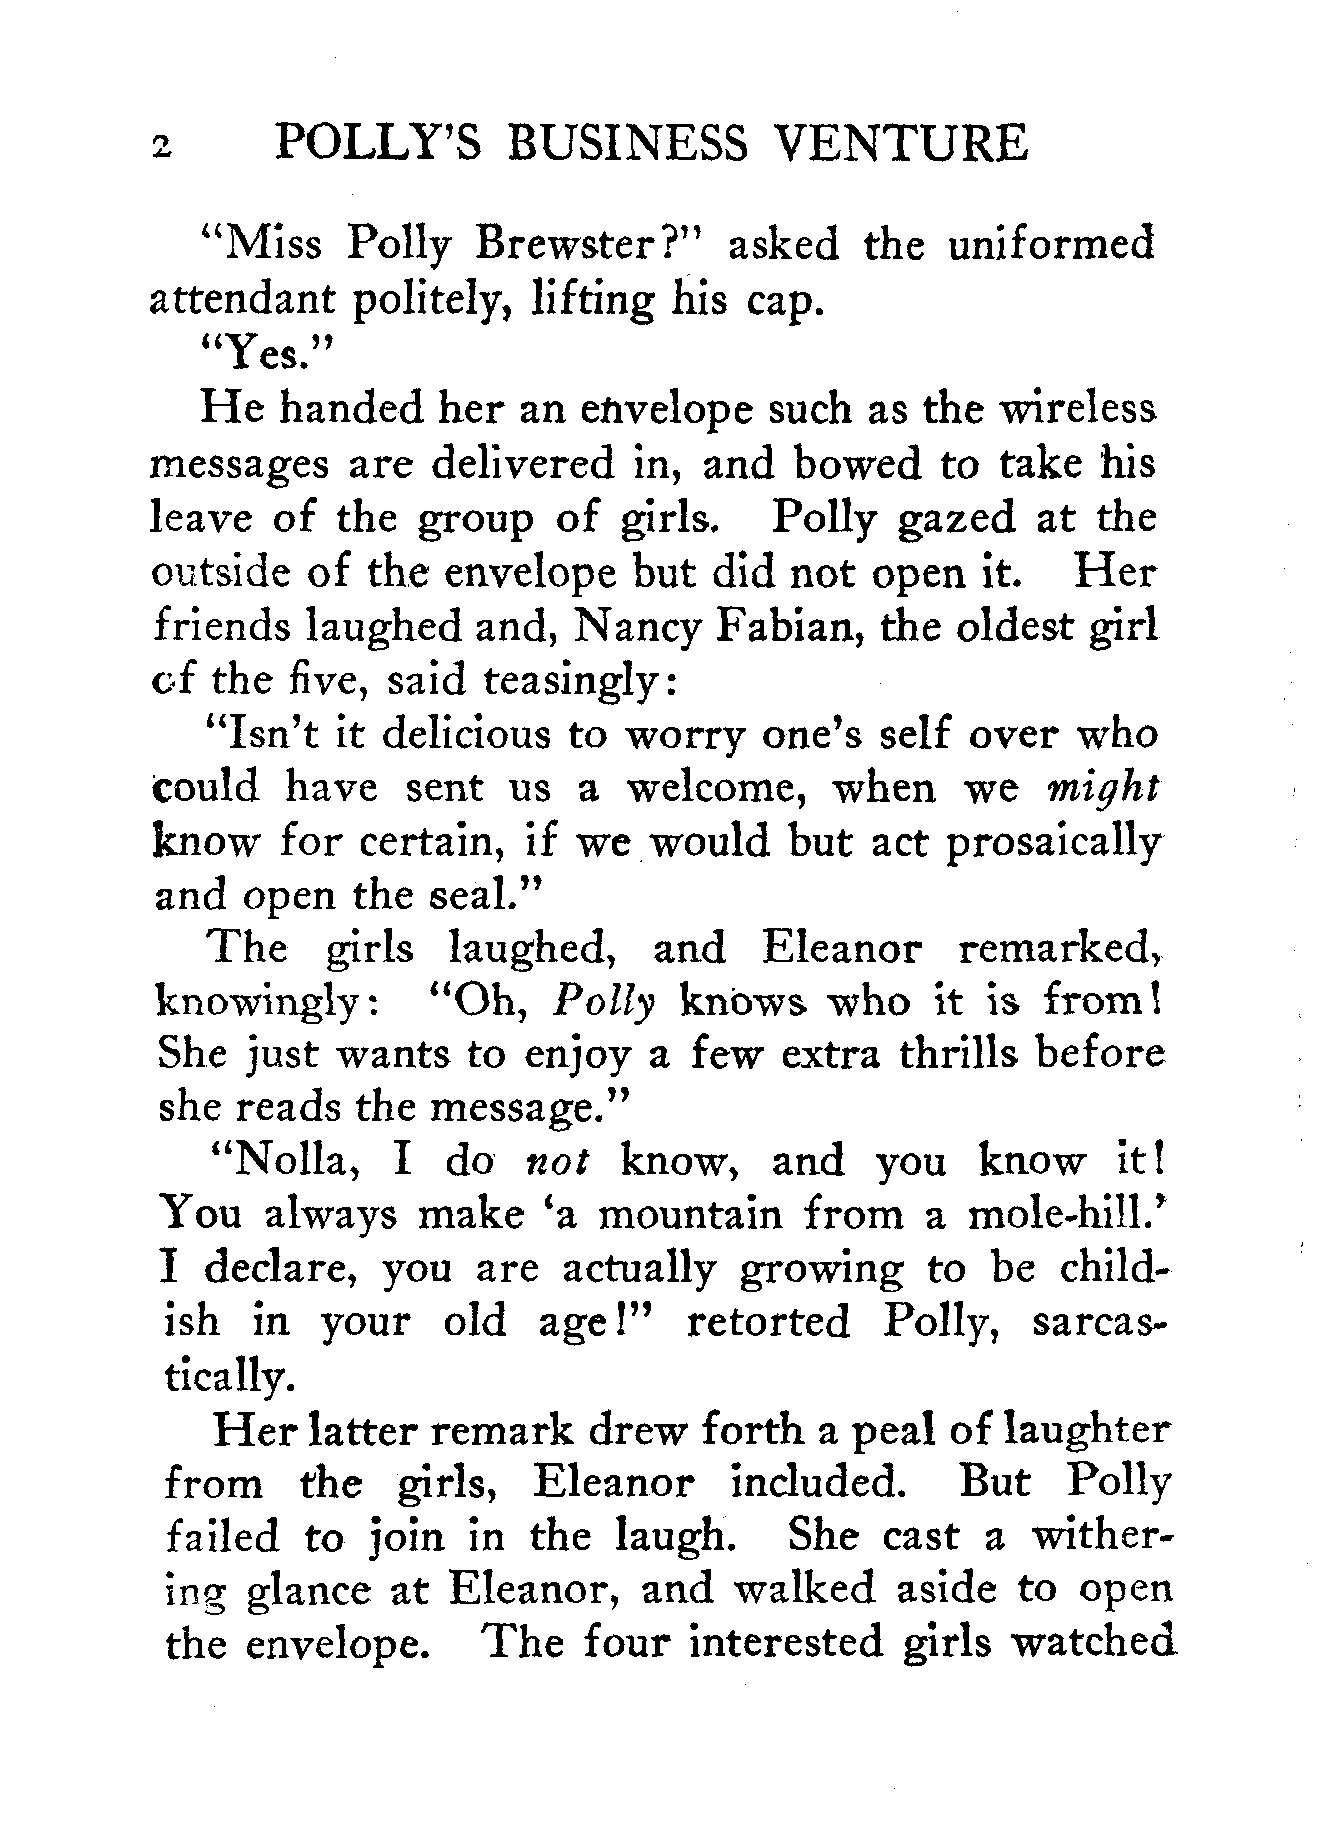 2 POLLY'S BUSINESS VENTURE
"Miss Polly Brewster?" asked the uniformed
attendant politely, lifting his cap.
"Yes."
He handed her an envelope such as the wireless
messages are delivered in, and bowed to take his
leave of the group of girls. Polly gazed at the
outside of the envelope but did not open it. Her
friends laughed and, Nancy Fabian, the oldest girl
of the five, said teasingly:
"Isn't it delicious to worry one's self over who
could have sent us a welcome, when we might
know for certain, if we would but act prosaically
and open the seal."
The girls laughed, and Eleanor remarked,
knowingly: "Oh, Polly knows who it is from!
She just wants to enjoy a few extra thrills before
she reads the message."
"Nolla, I do not know, and you know it!
You always make 'a mountain from a mole-hill.'
I declare, you are actually growing to be child-
ish in your old age!" retorted Polly, sarcas-
tically.
Her latter remark drew forth a peal of laughter
from the girls, Eleanor included. But Polly
failed to join in the laugh. She cast a wither-
ing glance at Eleanor, and walked aside to open
the envelope. The four interested girls watched